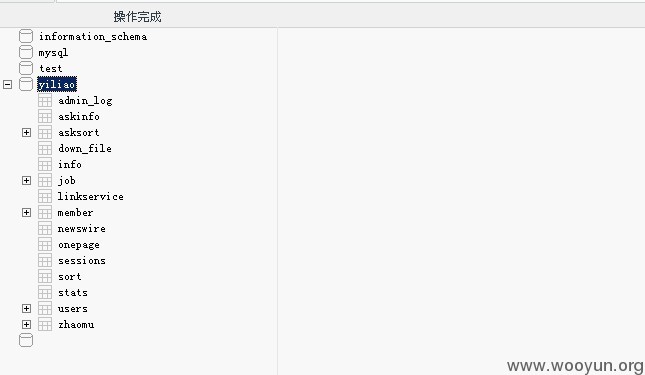 操作完成
information_schema
mysql
test
yiliao
admin_log
askinfo
asksort
down_file
info
job
linkservice
member
newswire
onepage
sessions
sort
stats
users
zhaomu
www.wooyun.org